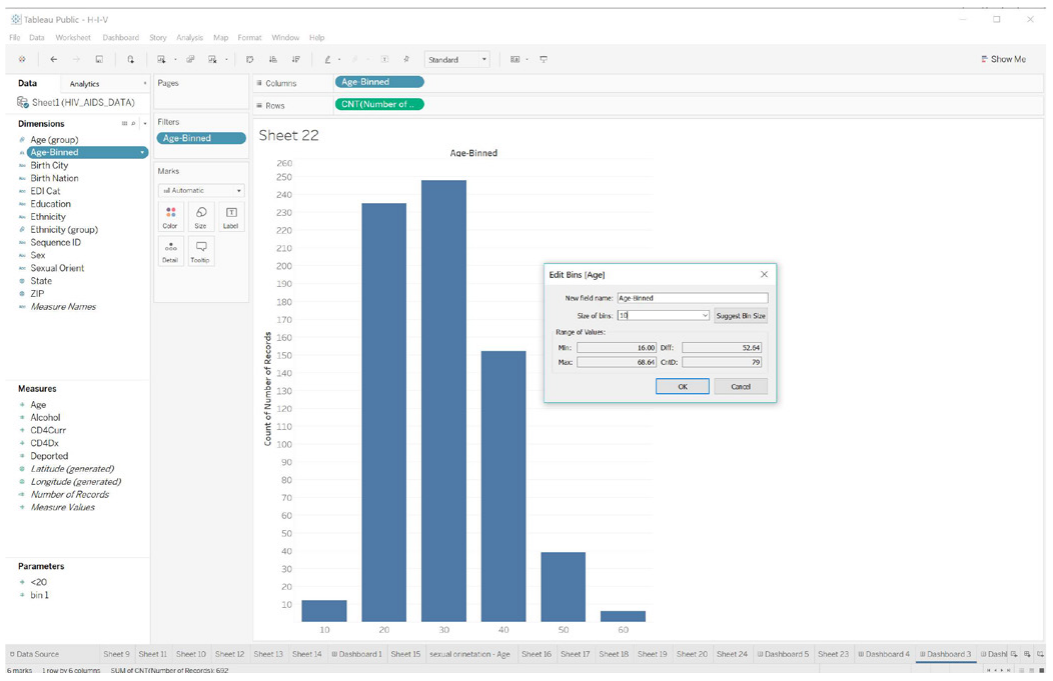 Tableau Public - H-I-V
File Data Worksheet Dashboard Story Analysis Map Format Window Help
Standard
Show Me
Data Analytics
Sheet1 (HIV_AIDS_DATA)
Dimensions
Age (group)
Age-Binned
Birth City
Birth Nation
EDI Cat
Education
Ethnicity
Ethnicity (group)
Sequence ID
Sex
Sexual Orient
State
ZIP
Measure Names
Measures
Age
Alcohol
CD4Curr
CD4Dx
Deported
Latitude (generated)
Longitude (generated)
Number of Records
Measure Values
Parameters
<20
bin 1
Pages
Filters
Age-Binned
Marks
Automatic
Color Size Label
Detail Tooltip
Columns Age-Binned
Rows CNT(Number of ..
Sheet 22
Age-Binned
Count of Number of Records
260
250
240
230
220
210
200
190
180
170
160
150
140
130
120
110
100
90
80
70
60
50
40
30
20
10
10 20 30 40 50 60
Edit Bins [Age]
New field name: Age-Binned
Size of bins: 10 Suggest Bin Size
Range of Values:
Min: 16.00 Diff: 52.64
Max: 68.64 CntD: 79
OK Cancel
Data Source Sheet 9 Sheet 11 Sheet 10 Sheet 12 Sheet 13 Sheet 14 Dashboard 1 Sheet 15 sexual orinetation - Age Sheet 16 Sheet 17 Sheet 18 Sheet 19 Sheet 20 Sheet 24 Dashboard 5 Sheet 23 Dashboard 4 Dashboard 3 Dashl
6 marks 1 row by 6 columns SUM of CNT(Number of Records): 692